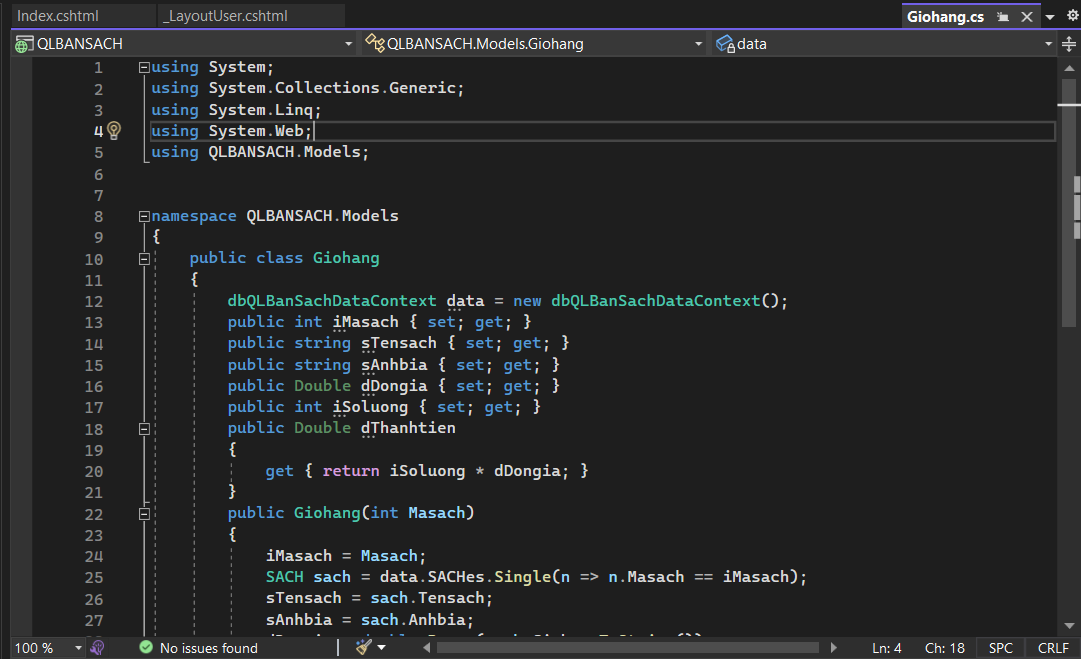 Index.cshtml _LayoutUser.cshtml Giohang.cs
QLBANSACH QLBANSACH.Models.Giohang data
1 using System;
2 using System.Collections.Generic;
3 using System.Linq;
4 using System.Web;
5 using QLBANSACH.Models;
6
7
8 namespace QLBANSACH.Models
9 {
10 public class Giohang
11 {
12 dbQLBanSachDataContext data = new dbQLBanSachDataContext();
13 public int iMasach { set; get; }
14 public string sTensach { set; get; }
15 public string sAnhbia { set; get; }
16 public Double dDongia { set; get; }
17 public int iSoluong { set; get; }
18 public Double dThanhtien
19 {
20 get { return iSoluong * dDongia; }
21 }
22 public Giohang(int Masach)
23 {
24 iMasach = Masach;
25 SACH sach = data.SACHes.Single(n => n.Masach == iMasach);
26 sTensach = sach.Tensach;
27 sAnhbia = sach.Anhbia;
100 % No issues found Ln: 4 Ch: 18 SPC CRLF